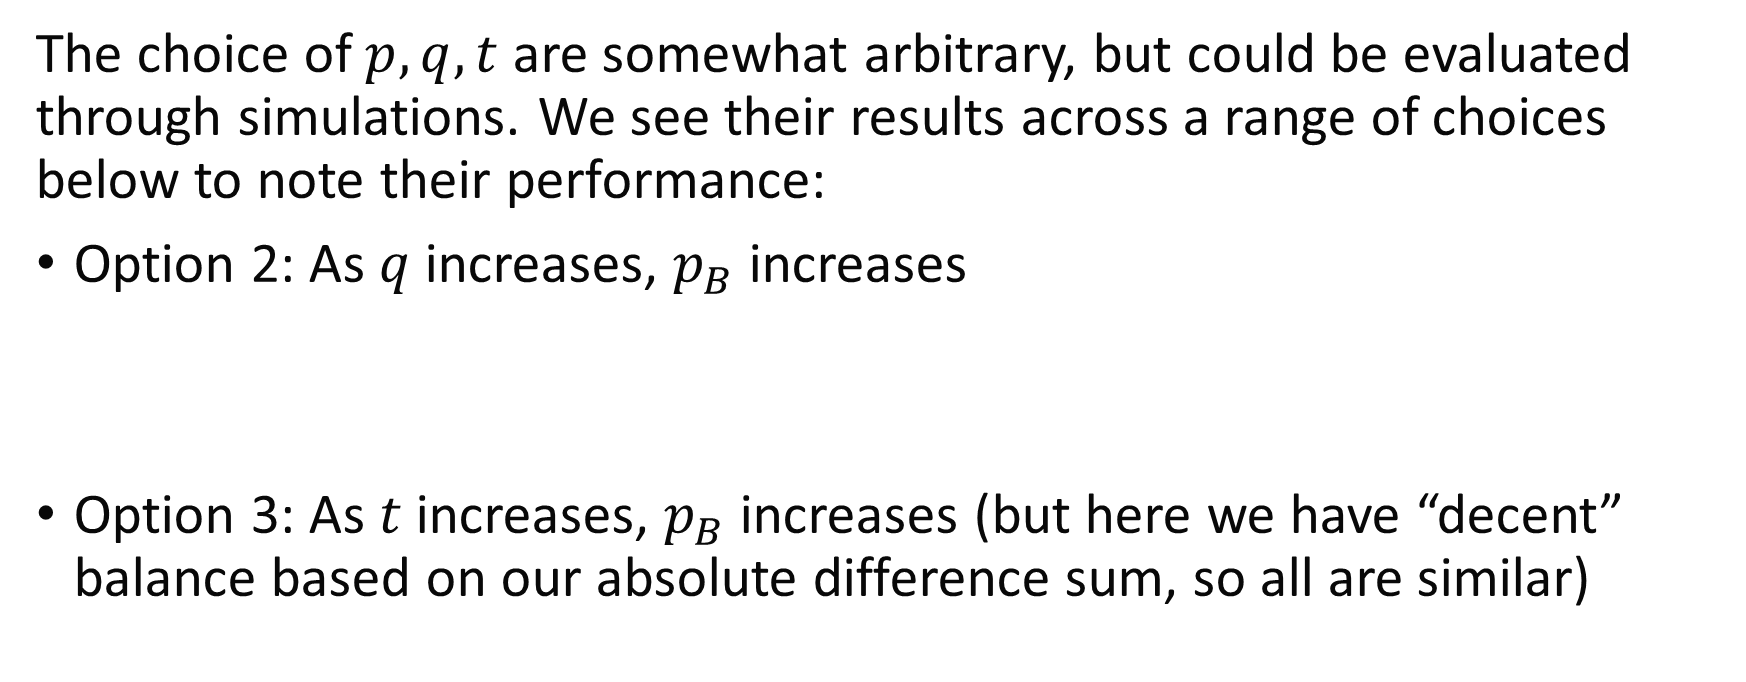 The choice of p, q, t are somewhat arbitrary, but could be evaluated
through simulations. We see their results across a range of choices
below to note their performance:
• Option 2: As q increases, p_B increases
• Option 3: As t increases, p_B increases (but here we have “decent”
balance based on our absolute difference sum, so all are similar)